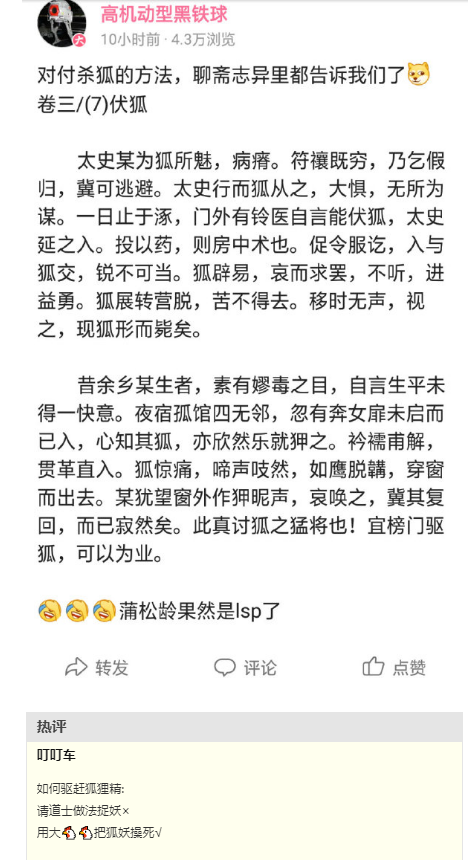 高机动型黑铁球
大
10小时前 · 4.3万浏览
对付杀狐的方法，聊斋志异里都告诉我们了
卷三/(7)伏狐
太史某为狐所魅，病瘠。符禳既穷，乃乞假
归，冀可逃避。太史行而狐从之，大惧，无所为
谋。一日止于涿，门外有铃医自言能伏狐，太史
延之入。投以药，则房中术也。促令服讫，入与
狐交，锐不可当。狐辟易，哀而求罢，不听，进
益勇。狐展转营脱，苦不得去。移时无声，视
之，现狐形而毙矣。
昔余乡某生者，素有嫪毐之目，自言生平未
得一快意。夜宿孤馆四无邻，忽有奔女扉未启而
已入，心知其狐，亦欣然乐就狎之。衿襦甫解，
贯革直入。狐惊痛，啼声吱然，如鹰脱韝，穿窗
而出去。某犹望窗外作狎昵声，哀唤之，冀其复
回，而已寂然矣。此真讨狐之猛将也！宜榜门驱
狐，可以为业。
蒲松龄果然是lsp了
转发 评论 点赞
热评
叮叮车
如何驱赶狐狸精:
请道士做法捉妖×
用大🐔🐔把狐妖操死√